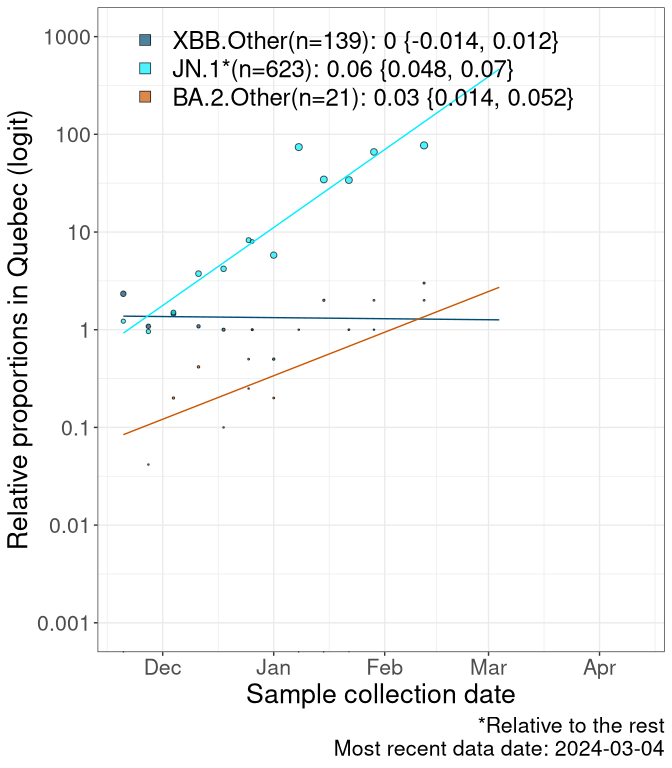 XBB.Other(n=139): 0 {-0.014, 0.012}
JN.1*(n=623): 0.06 {0.048, 0.07}
BA.2.Other(n=21): 0.03 {0.014, 0.052}
Relative proportions in Quebec (logit)
1000
100
10
1
0.1
0.01
0.001
Dec Jan Feb Mar Apr
Sample collection date
*Relative to the rest
Most recent data date: 2024-03-04